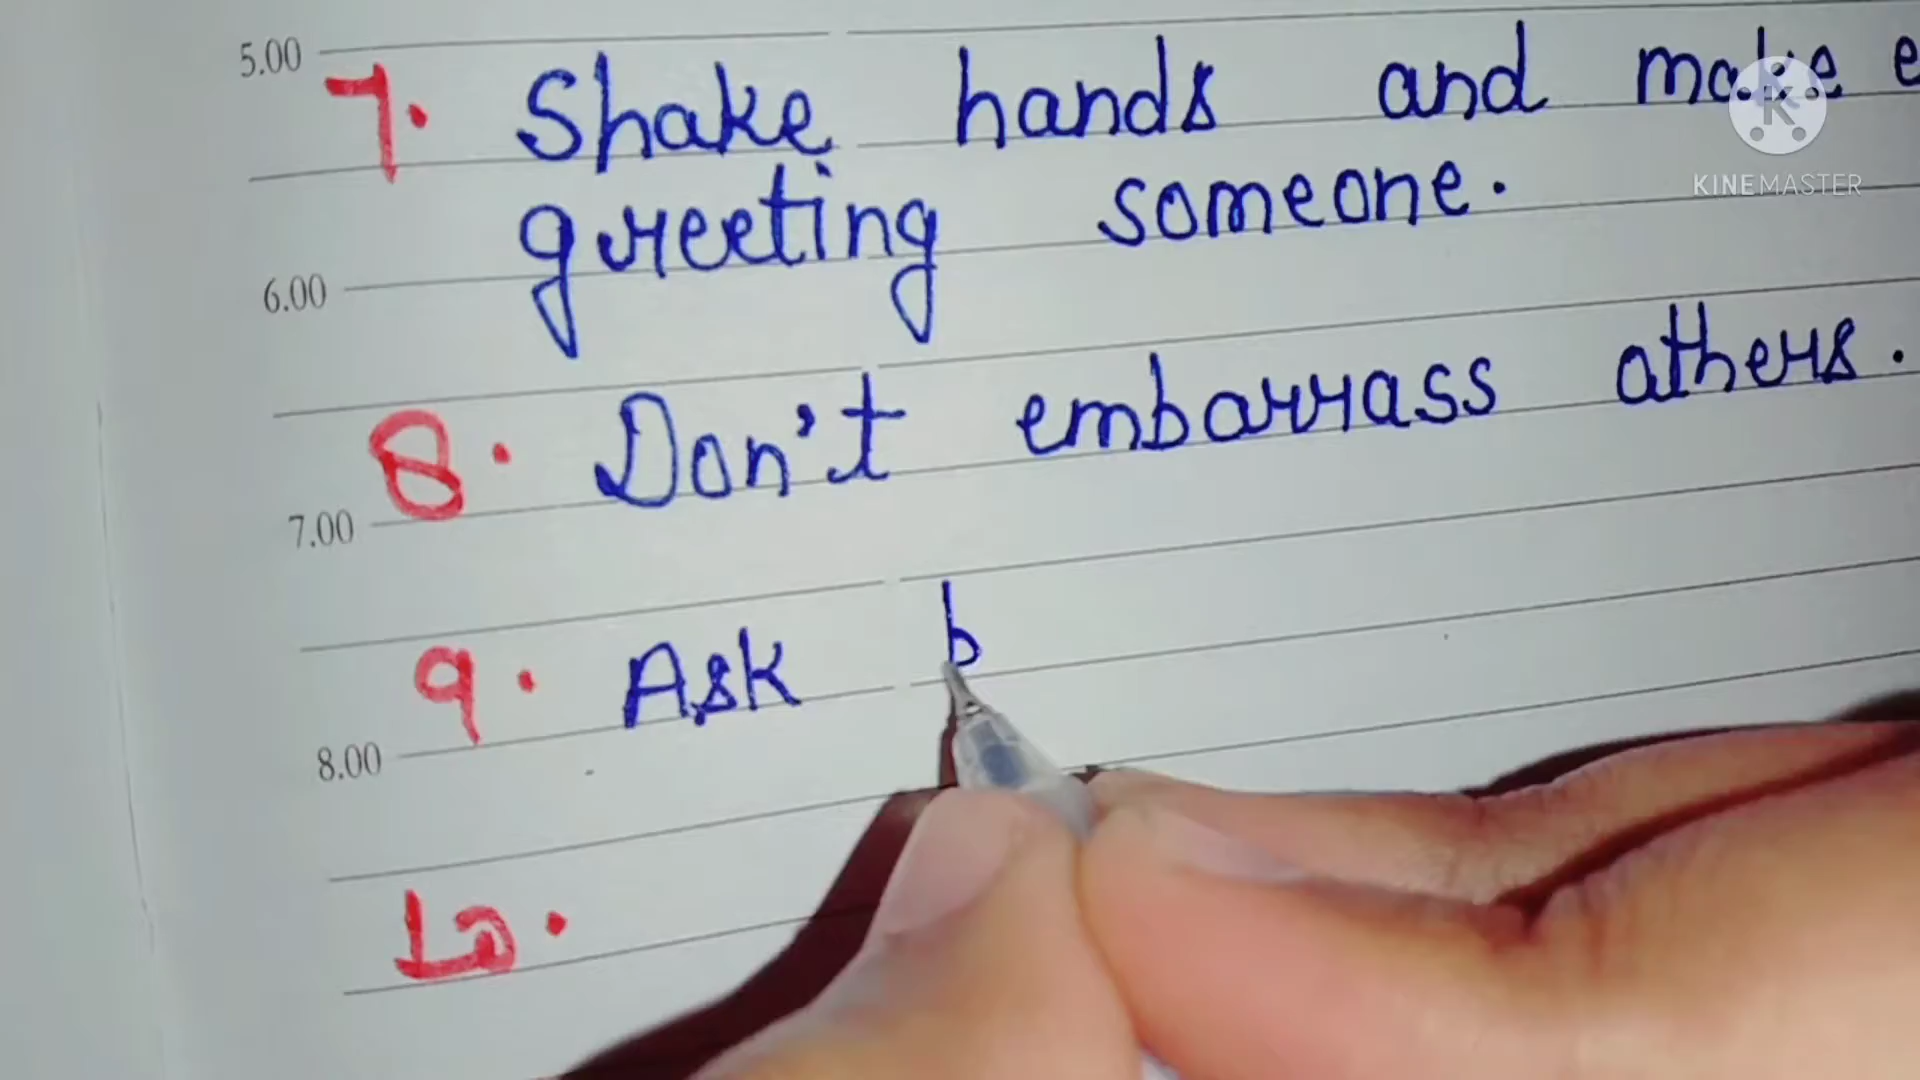 5.00
7. Shake hands and make e
greeting someone.
6.00
8. Don't embarrass athers.
7.00
9. Ask b
8.00
10.
KINEMASTER